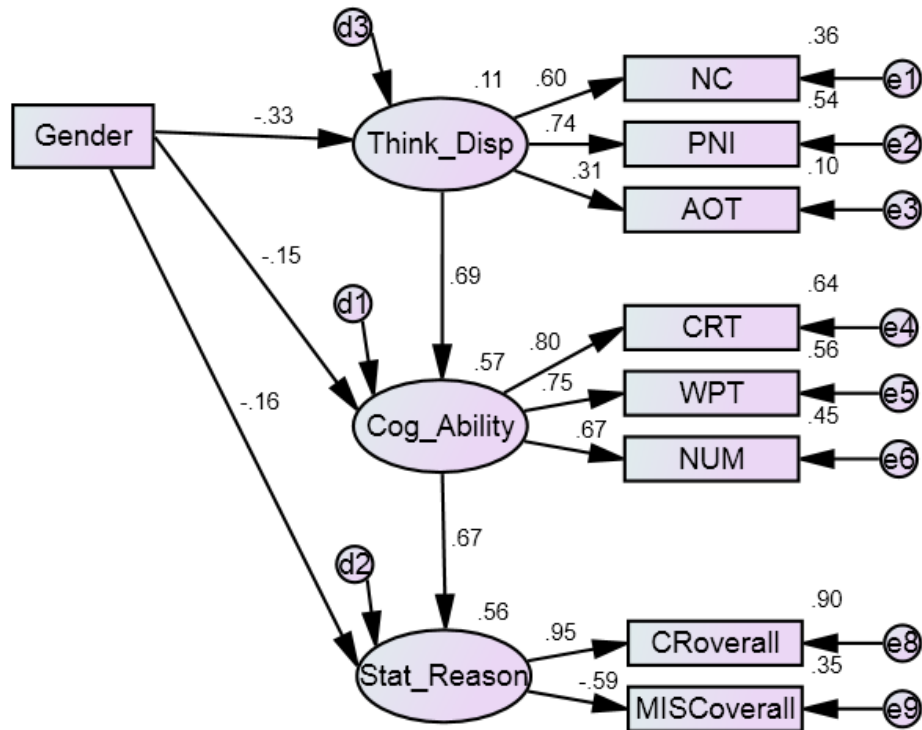 d3
.36
.11
.60
NC
e1
Gender
-.33
.54
Think_Disp
.74
PNI
e2
.31
.10
AOT
e3
-.15
.69
.64
d1
.80
CRT
e4
.57
.56
.75
WPT
e5
-.16
Cog_Ability
.45
.67
NUM
e6
.67
d2
.90
.56
.95
CRoverall
e8
.35
Stat_Reason
-.59
MISCoverall
e9